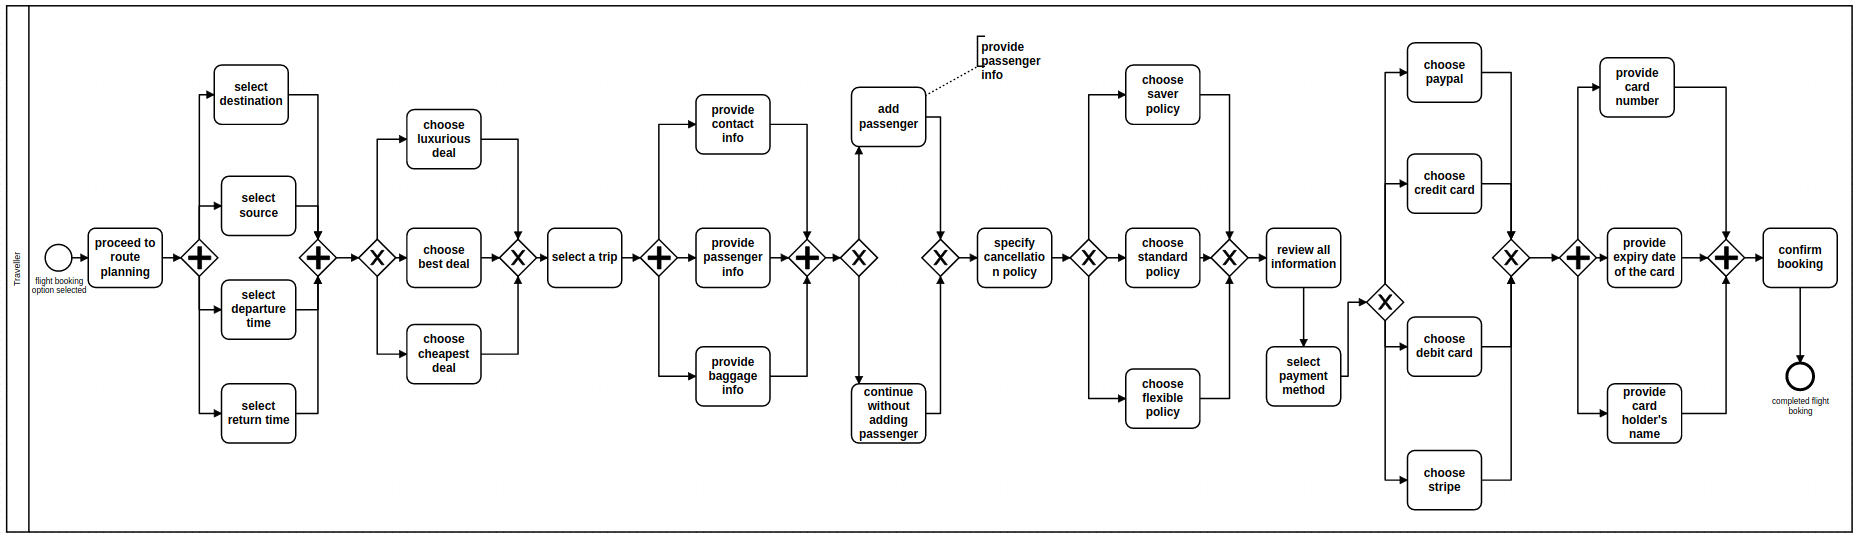 Traveller
flight booking
option selected
proceed to
route
planning
select
destination
select
source
select
departure
time
select
return time
choose
luxurious
deal
choose
best deal
choose
cheapest
deal
select a trip
provide
contact
info
provide
passenger
info
provide
baggage
info
add
passenger
provide
passenger
info
continue
without
adding
passenger
specify
cancellatio
n policy
choose
saver
policy
choose
standard
policy
choose
flexible
policy
review all
information
select
payment
method
choose
paypal
choose
credit card
choose
debit card
choose
stripe
provide
card
number
provide
expiry date
of the card
provide
card
holder's
name
confirm
booking
completed flight
boking